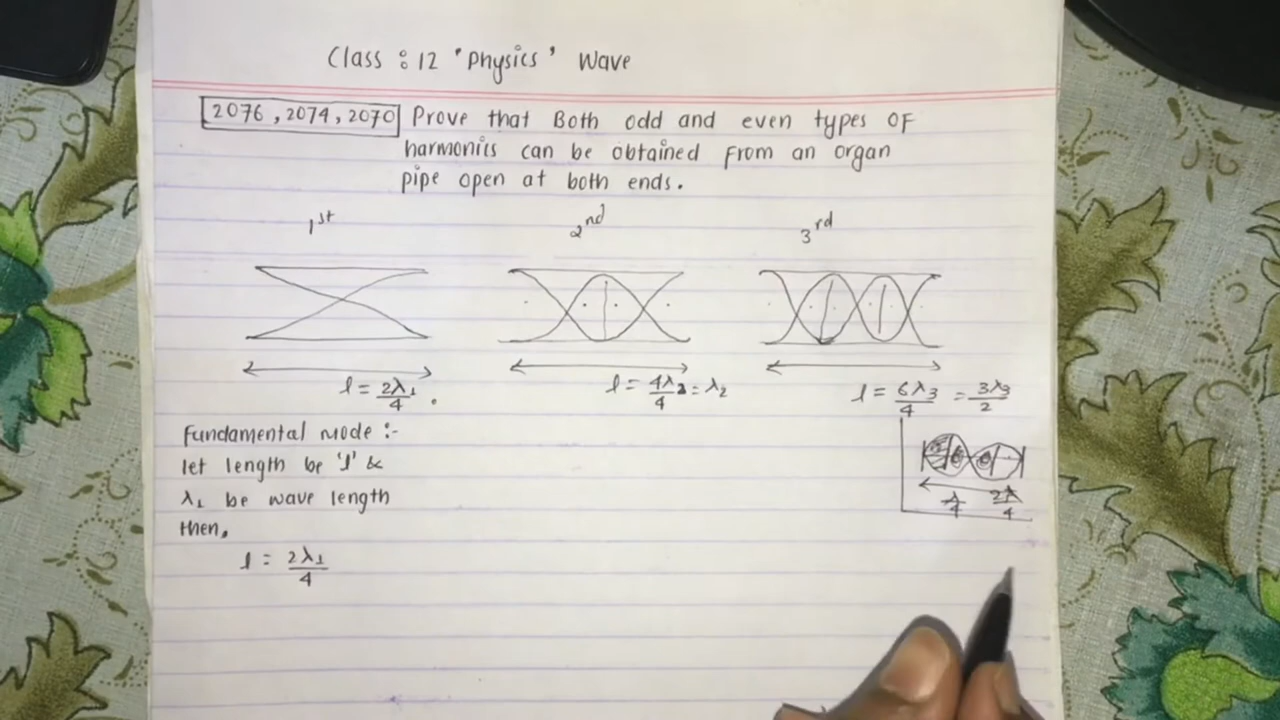 Class : 12 'Physics' Wave
2076, 2074, 2070 Prove that Both odd and even types of
harmonics can be obtained from an organ
pipe open at both ends.
1st 2nd 3rd
l = 2λ₁/4 . l = 4λ₂/4 = λ₂ l = 6λ₃/4 = 3λ₃/2
Fundamental mode :-
let length be 'l' &
λ₁ be wave length
then,
l = 2λ₁/4
λ/4 2λ/4